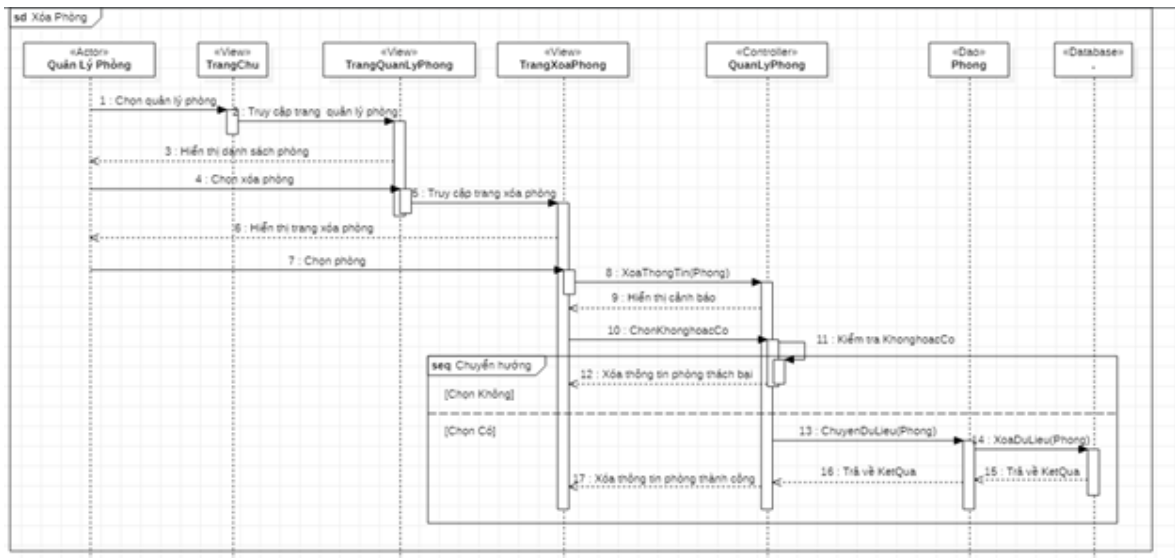 sd Xóa Phòng
«Actor»
Quản Lý Phòng
«View»
TrangChu
«View»
TrangQuanLyPhong
«View»
TrangXoaPhong
«Controller»
QuanLyPhong
«Dao»
Phong
«Database»
1 : Chọn quản lý phòng
2 : Truy cập trang quản lý phòng
3 : Hiển thị danh sách phòng
4 : Chọn xóa phòng
5 : Truy cập trang xóa phòng
6 : Hiển thị trang xóa phòng
7 : Chọn phòng
8 : XoaThongTin(Phong)
9 : Hiển thị cảnh báo
10 : ChonKhonghoacCo
11 : Kiểm tra KhonghoacCo
seq Chuyển hướng
12 : Xóa thông tin phòng thách bại
[Chọn Không]
[Chọn Có]
13 : ChuyenDuLieu(Phong)
14 : XoaDuLieu(Phong)
15 : Trả về KetQua
16 : Trả về KetQua
17 : Xóa thông tin phòng thành công